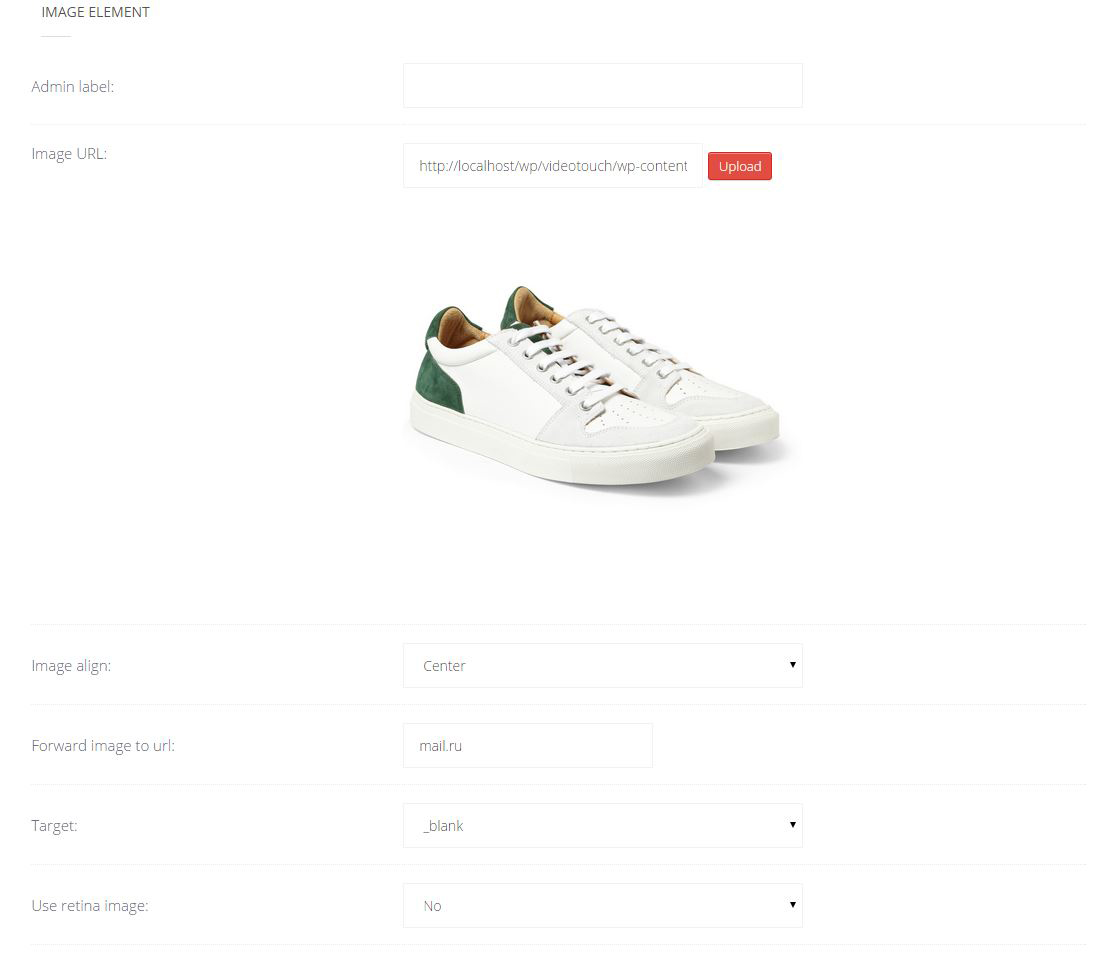 IMAGE ELEMENT
Admin label:
Image URL:
http://localhost/wp/videotouch/wp-content
Upload
Image align:
Center
Forward image to url:
mail.ru
Target:
_blank
Use retina image:
No